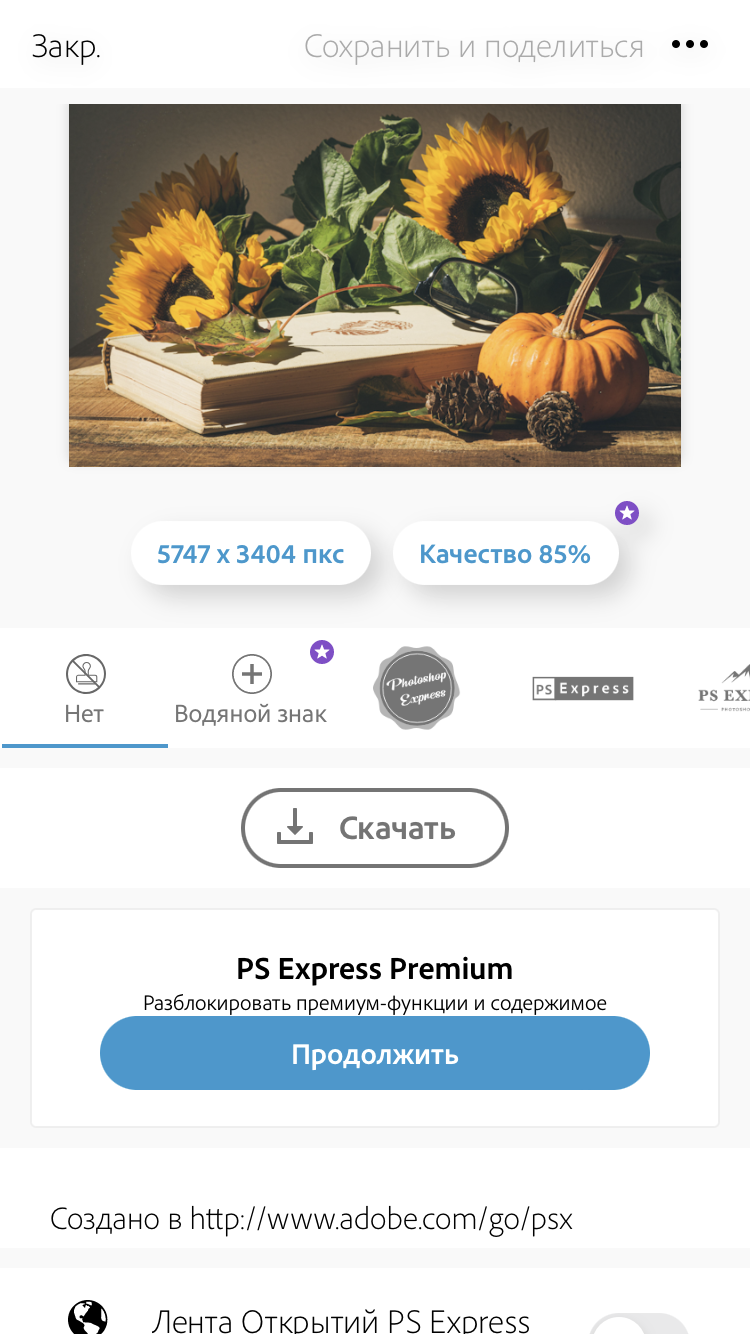 Закр.
Сохранить и поделиться
5747 x 3404 пкс
Качество 85%
Нет
Водяной знак
Photoshop
Express
PS Express
PS EX
Скачать
PS Express Premium
Разблокировать премиум-функции и содержимое
Продолжить
Создано в http://www.adobe.com/go/psx
Лента Открытий PS Express